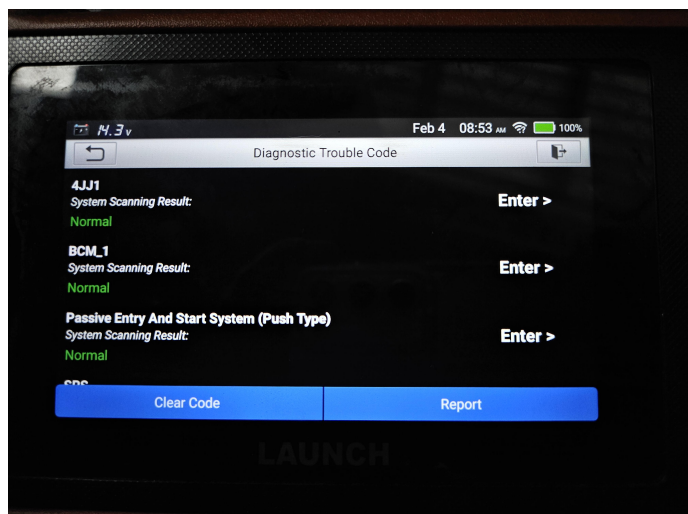 14.3 v Feb 4 08:53 AM 100%
Diagnostic Trouble Code
4JJ1
System Scanning Result:
Enter >
Normal
BCM_1
System Scanning Result:
Enter >
Normal
Passive Entry And Start System (Push Type)
System Scanning Result:
Enter >
Normal
SRS
Clear Code Report
LAUNCH